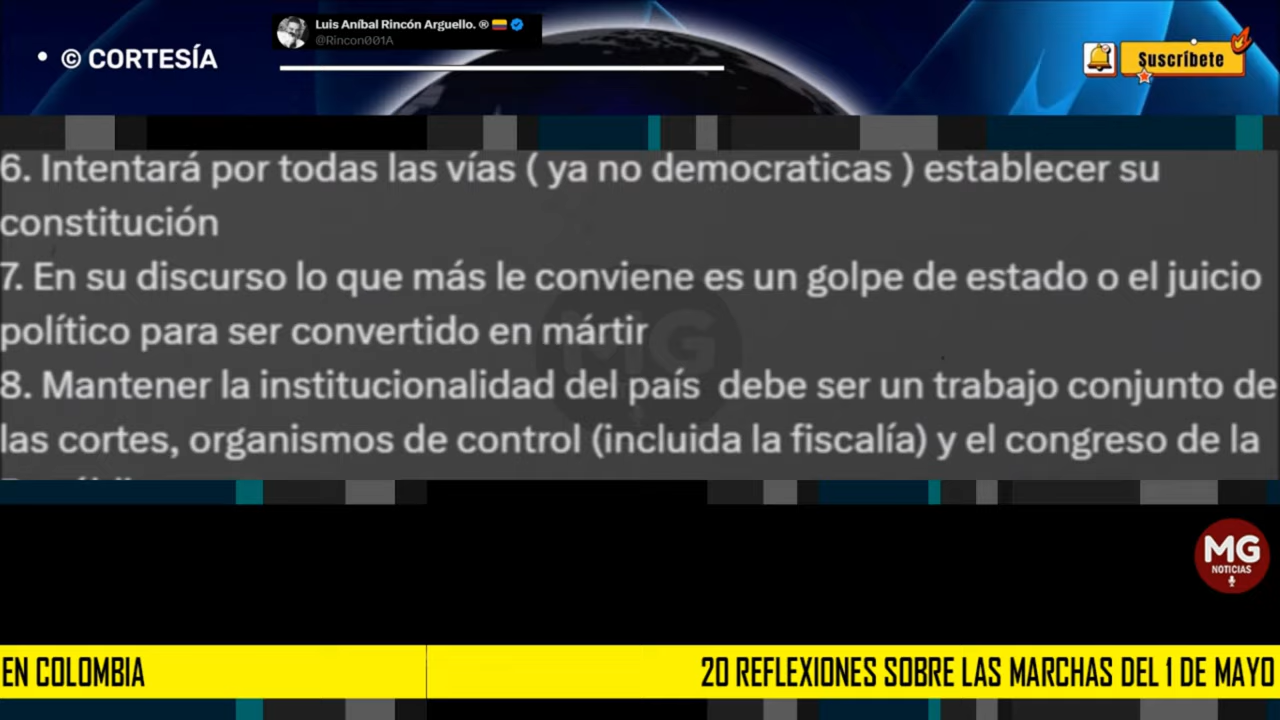 Luis Aníbal Rincón Arguello. ®
@Rincon001A
• © CORTESÍA
Suscríbete
6. Intentará por todas las vías ( ya no democraticas ) establecer su
constitución
7. En su discurso lo que más le conviene es un golpe de estado o el juicio
político para ser convertido en mártir
8. Mantener la institucionalidad del país debe ser un trabajo conjunto de
las cortes, organismos de control (incluida la fiscalía) y el congreso de la
MG
MG
NOTICIAS
EN COLOMBIA
20 REFLEXIONES SOBRE LAS MARCHAS DEL 1 DE MAYO